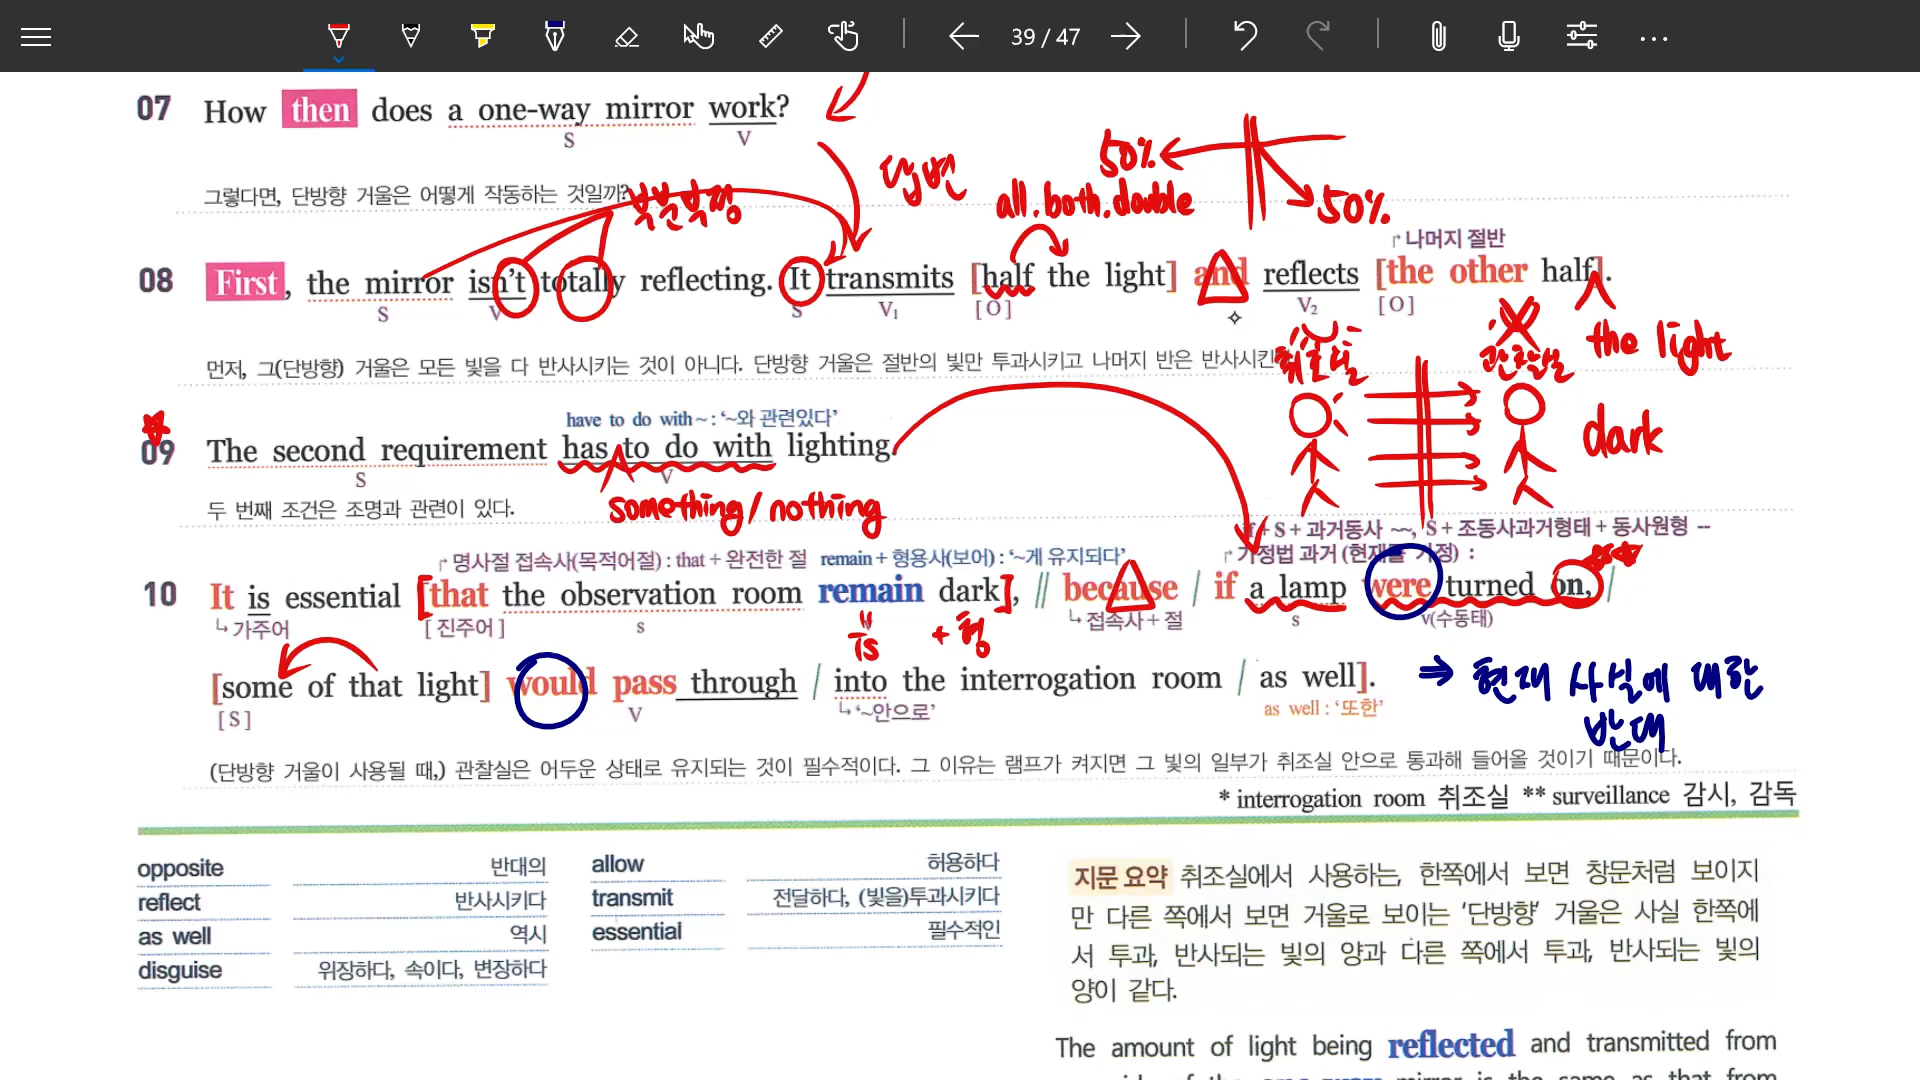 39 / 47
07 How then does a one-way mirror work?
S V
그렇다면, 단방향 거울은 어떻게 작동하는 것일까?
부분부정
답변
50%
all.both.double
50%
나머지 절반
08 First, the mirror isn't totally reflecting. It transmits [half the light] and reflects [the other half].
S V S V₁ [O] V₂ [O]
the light
먼저, 그(단방향) 거울은 모든 빛을 다 반사시키는 것이 아니다. 단방향 거울은 절반의 빛만 투과시키고 나머지 반은 반사시킨
취조실
관찰실
dark
have to do with ~ : ‘~와 관련있다’
09 The second requirement has to do with lighting.
S V
something/nothing
두 번째 조건은 조명과 관련이 있다.
if + S + 과거동사 ~~, S + 조동사과거형태 + 동사원형 --
명사절 접속사(목적어절) : that + 완전한 절 remain + 형용사(보어) : ‘~게 유지되다’ 가정법 과거 (현재를 가정) :
10 It is essential [that the observation room remain dark], // because / if a lamp were turned on, /
가주어 [진주어] S is + 형 접속사 + 절 s v(수동태)
[some of that light] would pass through / into the interrogation room / as well].
[S] V ‘~안으로’ as well : ‘또한’
⇒ 현재 사실에 대한
반대
(단방향 거울이 사용될 때,) 관찰실은 어두운 상태로 유지되는 것이 필수적이다. 그 이유는 램프가 켜지면 그 빛의 일부가 취조실 안으로 통과해 들어올 것이기 때문이다.
* interrogation room 취조실 ** surveillance 감시, 감독
opposite 반대의
reflect 반사시키다
as well 역시
disguise 위장하다, 속이다, 변장하다
allow 허용하다
transmit 전달하다, (빛을)투과시키다
essential 필수적인
지문 요약 취조실에서 사용하는, 한쪽에서 보면 창문처럼 보이지
만 다른 쪽에서 보면 거울로 보이는 ‘단방향’ 거울은 사실 한쪽에
서 투과, 반사되는 빛의 양과 다른 쪽에서 투과, 반사되는 빛의
양이 같다.
The amount of light being reflected and transmitted from